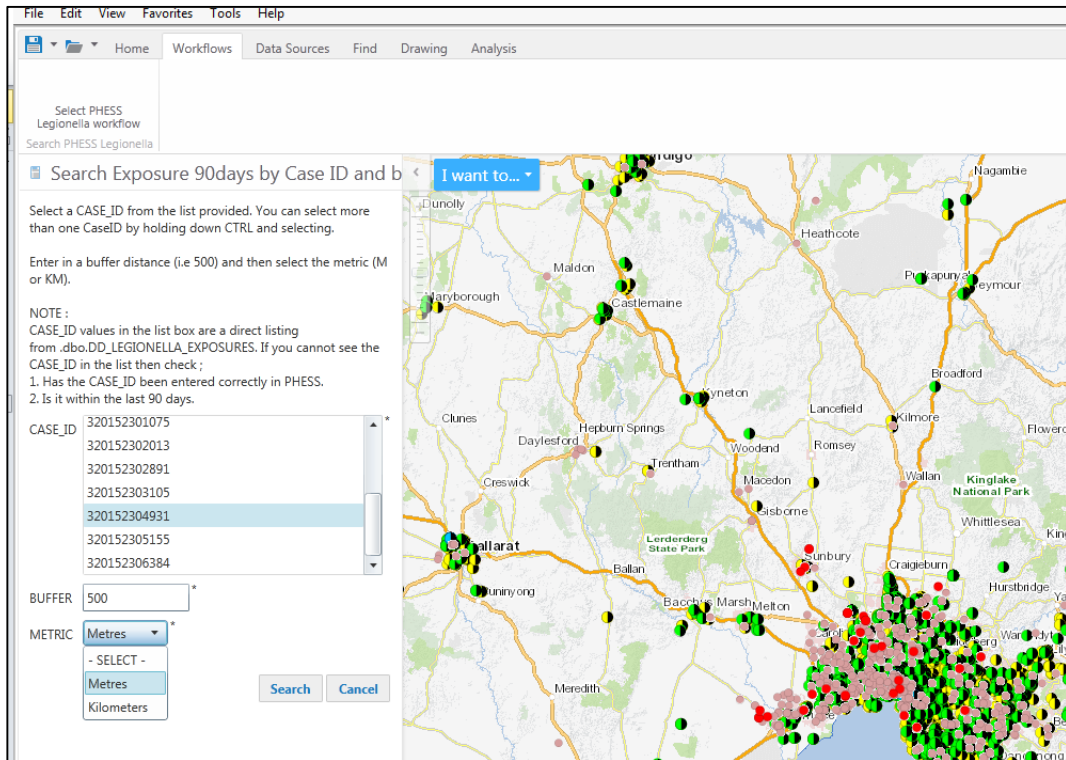 File Edit View Favorites Tools Help
Home Workflows Data Sources Find Drawing Analysis
Select PHESS
Legionella workflow
Search PHESS Legionella
Search Exposure 90days by Case ID and b
Select a CASE_ID from the list provided. You can select more
than one CaseID by holding down CTRL and selecting.
Enter in a buffer distance (i.e 500) and then select the metric (M
or KM).
NOTE :
CASE_ID values in the list box are a direct listing
from .dbo.DD_LEGIONELLA_EXPOSURES. If you cannot see the
CASE_ID in the list then check ;
1. Has the CASE_ID been entered correctly in PHESS.
2. Is it within the last 90 days.
CASE_ID
320152301075
*
320152302013
320152302891
320152303105
320152304931
320152305155
320152306384
BUFFER 500 *
METRIC Metres *
- SELECT -
Metres
Kilometers
Search Cancel
I want to...
Nagambie
Dunolly
Heathcote
Maldon
Maryborough
Castlemaine
Broadford
Kyneton
Lancefield
Kilmore
Clunes
Hepburn Springs
Daylesford
Romsey
Woodend
Trentham
Wallan
Creswick
Macedon
Kinglake
National Park
Gisborne
Whittlesea
Lerderderg
State Park
Sunbury
Craigieburn
Ballan
Hurstbridge
Bacchus Marsh
Melton
Meredith